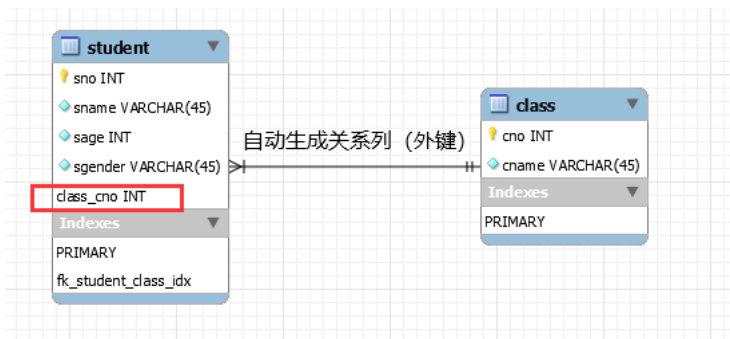 student
sno INT
sname VARCHAR(45)
sage INT
sgender VARCHAR(45)
class_cno INT
Indexes
PRIMARY
fk_student_class_idx
自动生成关系列（外键）
class
cno INT
cname VARCHAR(45)
Indexes
PRIMARY